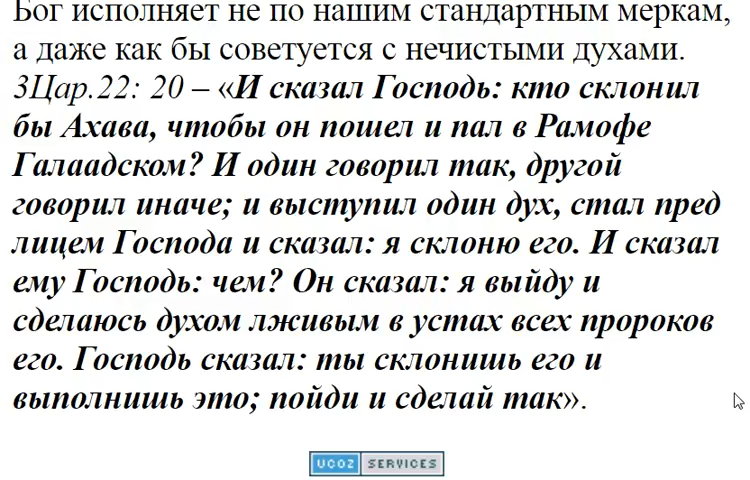 Бог исполняет не по нашим стандартным меркам,
а даже как бы советуется с нечистыми духами.
3Цар.22: 20 – «И сказал Господь: кто склонил
бы Ахава, чтобы он пошел и пал в Рамофе
Галаадском? И один говорил так, другой
говорил иначе; и выступил один дух, стал пред
лицем Господа и сказал: я склоню его. И сказал
ему Господь: чем? Он сказал: я выйду и
сделаюсь духом лживым в устах всех пророков
его. Господь сказал: ты склонишь его и
выполнишь это; пойди и сделай так».
UCOZ SERVICES